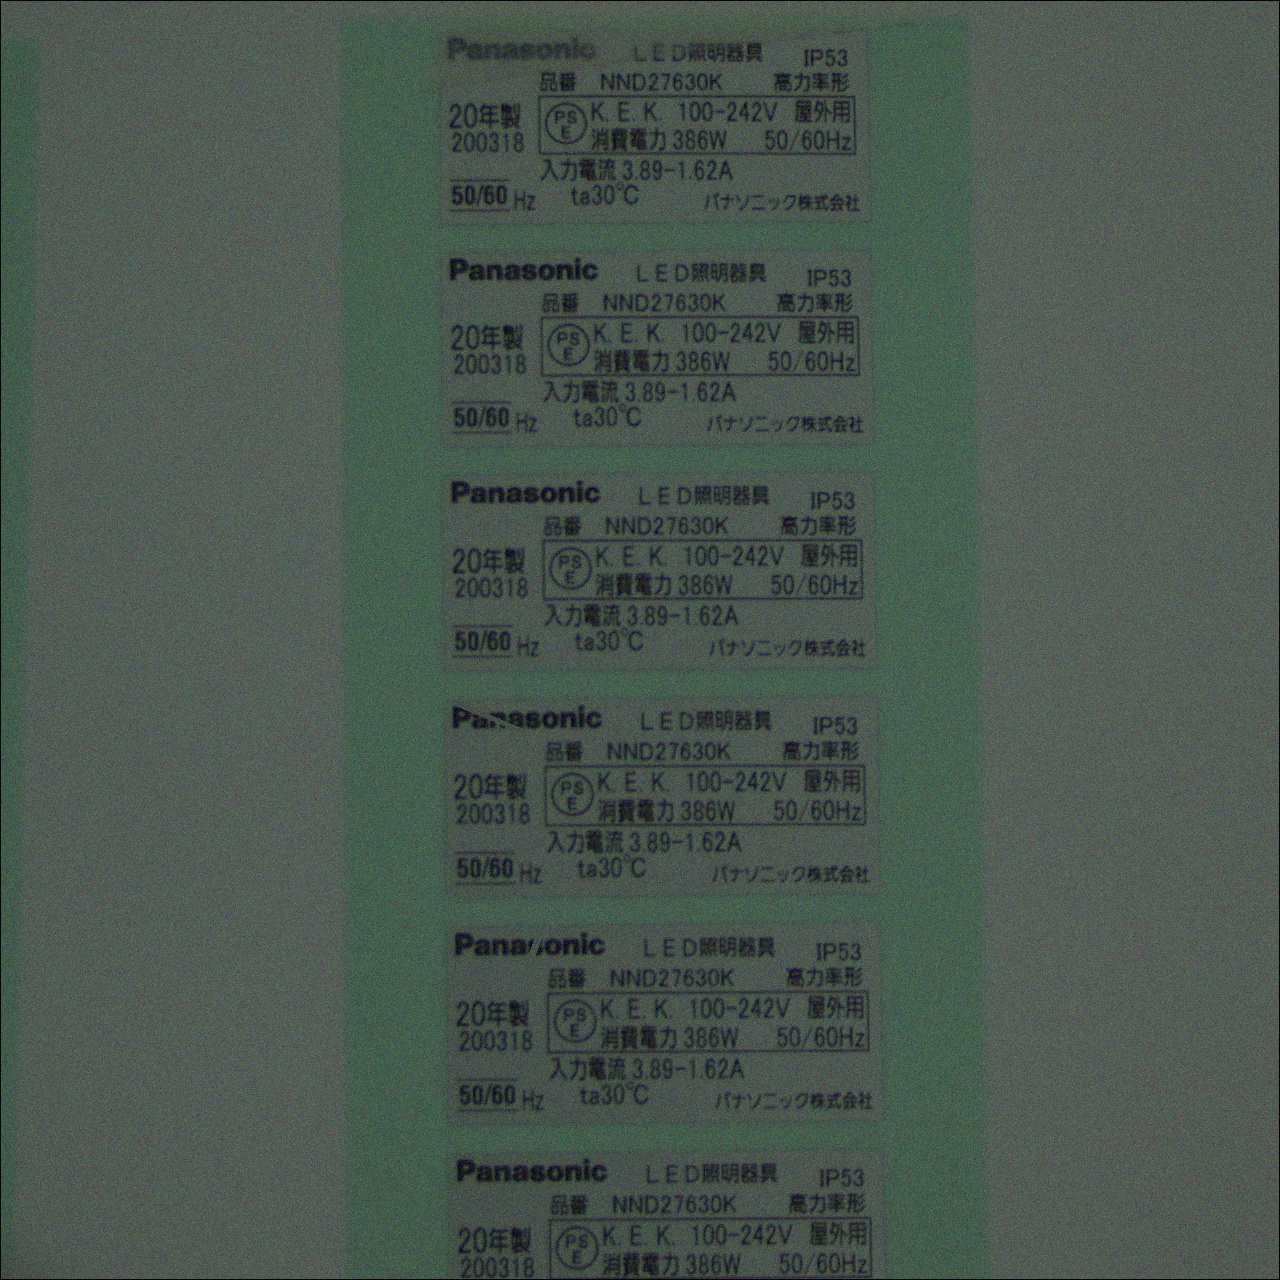 Panasonic LED照明器具 IP53
品番 NND27630K 高力率形
20年製 PSE K.E.K. 100-242V 屋外用
200318 消費電力 386W 50/60Hz
入力電流 3.89-1.62A
50/60 Hz ta30℃ パナソニック株式会社
Panasonic LED照明器具 IP53
品番 NND27630K 高力率形
20年製 PSE K.E.K. 100-242V 屋外用
200318 消費電力 386W 50/60Hz
入力電流 3.89-1.62A
50/60 Hz ta30℃ パナソニック株式会社
Panasonic LED照明器具 IP53
品番 NND27630K 高力率形
20年製 PSE K.E.K. 100-242V 屋外用
200318 消費電力 386W 50/60Hz
入力電流 3.89-1.62A
50/60 Hz ta30℃ パナソニック株式会社
Panasonic LED照明器具 IP53
品番 NND27630K 高力率形
20年製 PSE K.E.K. 100-242V 屋外用
200318 消費電力 386W 50/60Hz
入力電流 3.89-1.62A
50/60 Hz ta30℃ パナソニック株式会社
Panasonic LED照明器具 IP53
品番 NND27630K 高力率形
20年製 PSE K.E.K. 100-242V 屋外用
200318 消費電力 386W 50/60Hz
入力電流 3.89-1.62A
50/60 Hz ta30℃ パナソニック株式会社
Panasonic LED照明器具 IP53
品番 NND27630K 高力率形
20年製 PSE K.E.K. 100-242V 屋外用
200318 消費電力 386W 50/60Hz